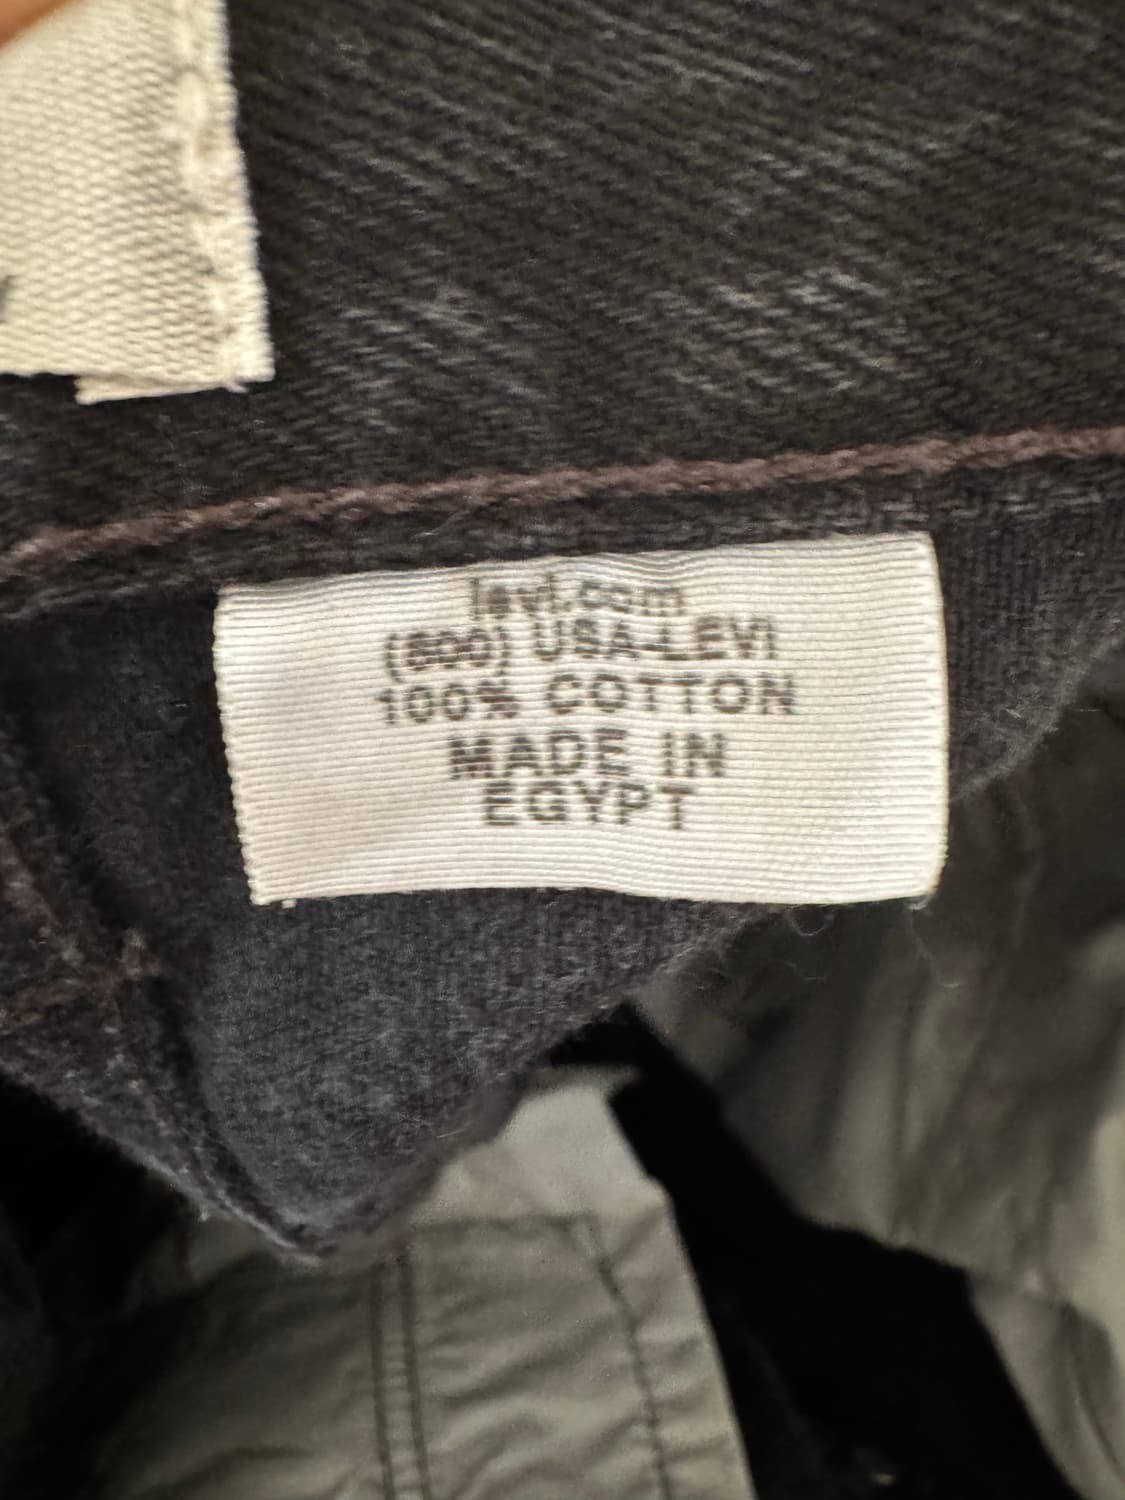 levi.com
(800) USA-LEVI
100% COTTON
MADE IN
EGYPT